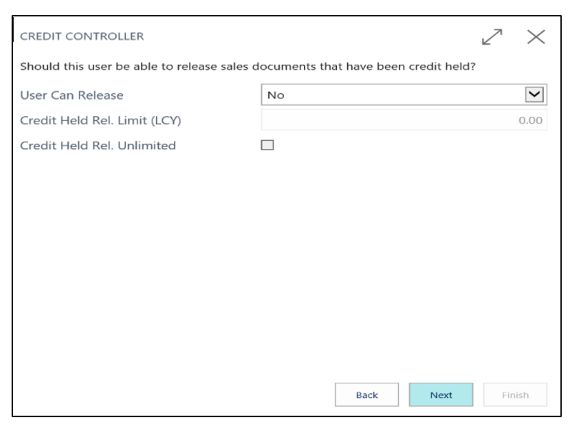 CREDIT CONTROLLER
Should this user be able to release sales documents that have been credit held?
User Can Release No
Credit Held Rel. Limit (LCY) 0.00
Credit Held Rel. Unlimited
Back Next Finish